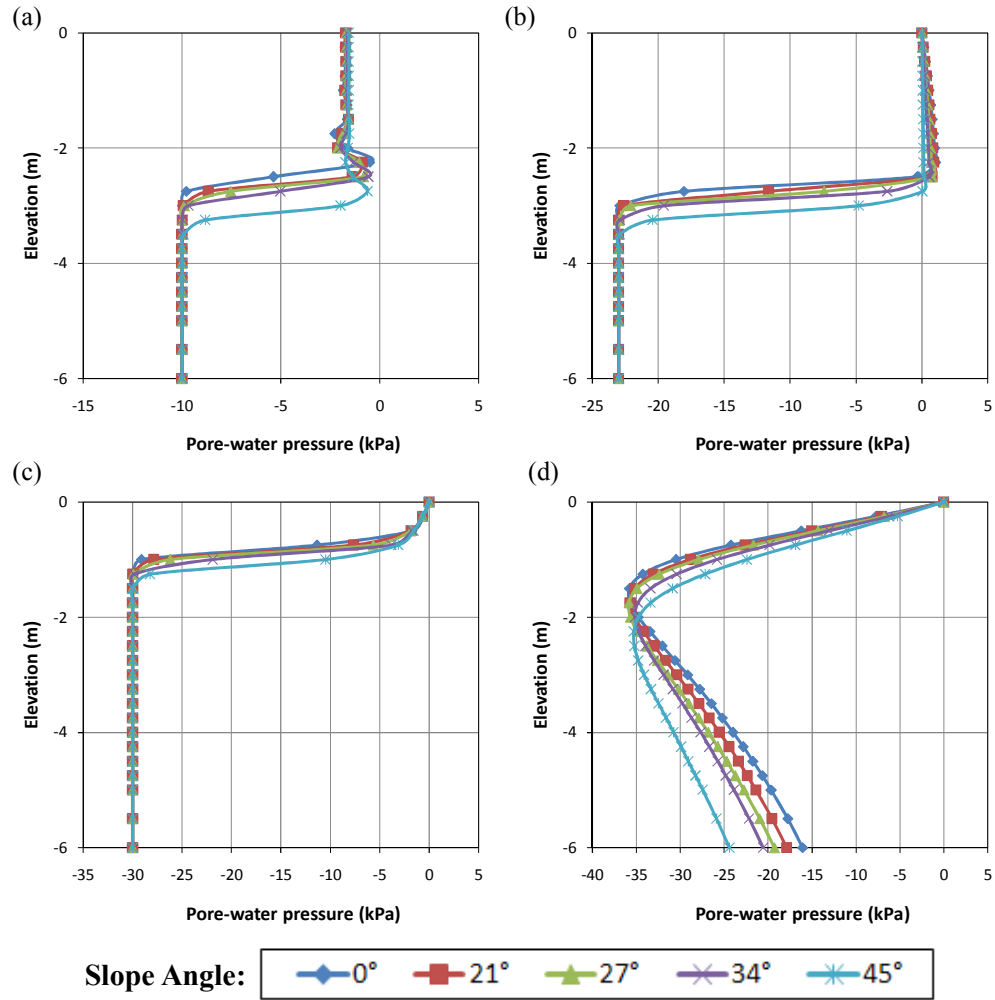 (a) (b)
0 0
-2 -2
-4 -4
-6 -6
Elevation (m) Elevation (m)
-15 -10 -5 0 5 -25 -20 -15 -10 -5 0 5
Pore-water pressure (kPa) Pore-water pressure (kPa)
(c) (d)
0 0
-2 -2
-4 -4
-6 -6
Elevation (m) Elevation (m)
-35 -30 -25 -20 -15 -10 -5 0 5 -40 -35 -30 -25 -20 -15 -10 -5 0 5
Pore-water pressure (kPa) Pore-water pressure (kPa)
Slope Angle: 0° 21° 27° 34° 45°